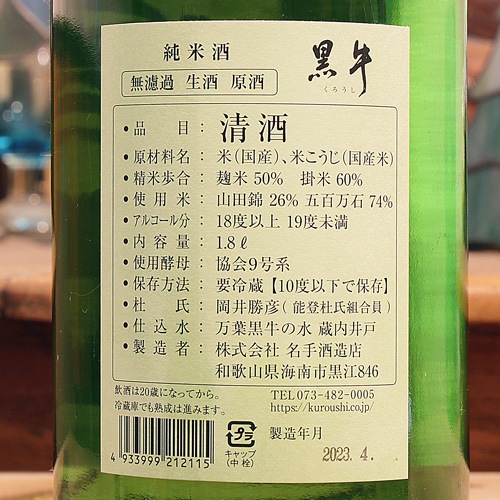 純米酒
黒牛
くろうし
無濾過 生酒 原酒
・品目：清酒
・原材料名：米(国産)、米こうじ(国産米)
・精米歩合：麹米50% 掛米60%
・使用米：山田錦26% 五百万石74%
・アルコール分：18度以上19度未満
・内容量：1.8ℓ
・使用酵母：協会9号系
・保存方法：要冷蔵【10度以下で保存】
・杜氏：岡井勝彦(能登杜氏組合員)
・仕込水：万葉黒牛の水 蔵内井戸
・製造者：株式会社 名手酒造店
和歌山県海南市黒江846
飲酒は20歳になってから。
冷蔵庫でも熟成は進みます。
TEL073-482-0005
https://kuroushi.co.jp/
4 933999 212115
プラ
キャップ
(中栓)
製造年月
2023.4.